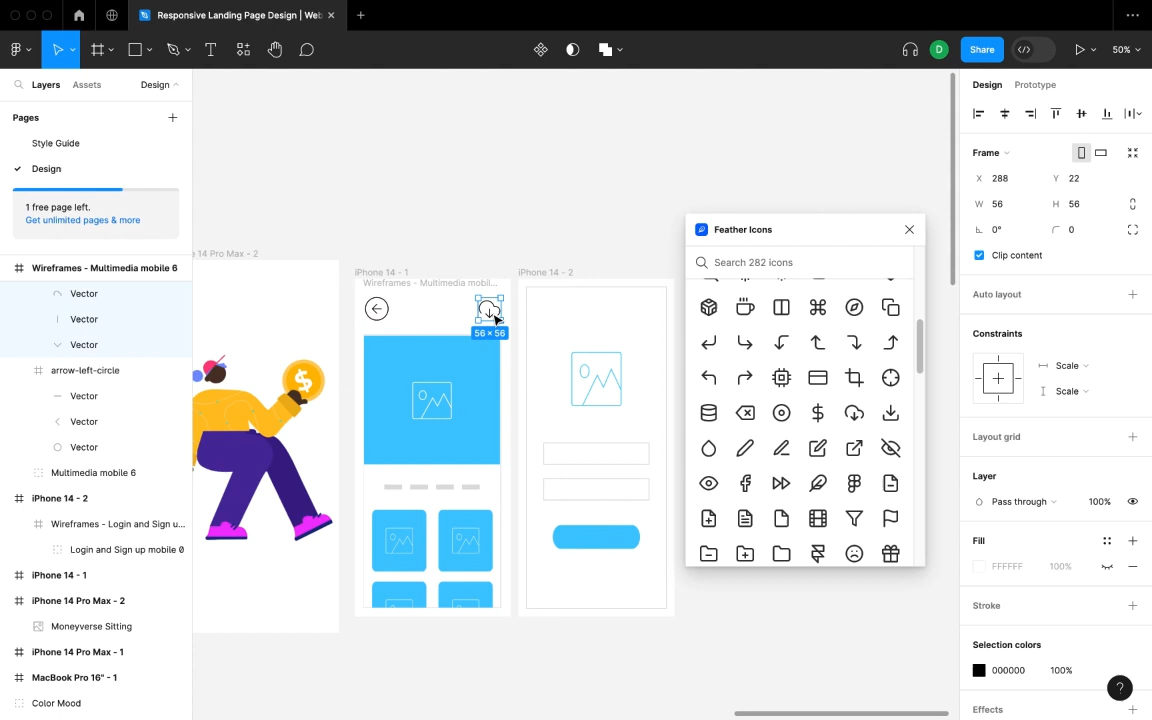 Responsive Landing Page Design | Web
Share
50%
Layers
Assets
Design
Pages
Style Guide
Design
1 free page left.
Get unlimited pages & more
Wireframes - Multimedia mobile 6
Vector
Vector
Vector
arrow-left-circle
Vector
Vector
Vector
Multimedia mobile 6
iPhone 14 - 2
Wireframes - Login and Sign u...
Login and Sign up mobile 0
iPhone 14 - 1
iPhone 14 Pro Max - 2
Moneyverse Sitting
iPhone 14 Pro Max - 1
MacBook Pro 16" - 1
Color Mood
14 Pro Max - 2
iPhone 14 - 1
Wireframes - Multimedia mobil...
56 × 56
iPhone 14 - 2
Feather Icons
Search 282 icons
D
Design
Prototype
Frame
X 288 Y 22
W 56 H 56
0° 0
Clip content
Auto layout
Constraints
Scale
Scale
Layout grid
Layer
Pass through 100%
Fill
FFFFFF 100%
Stroke
Selection colors
000000 100%
Effects
?